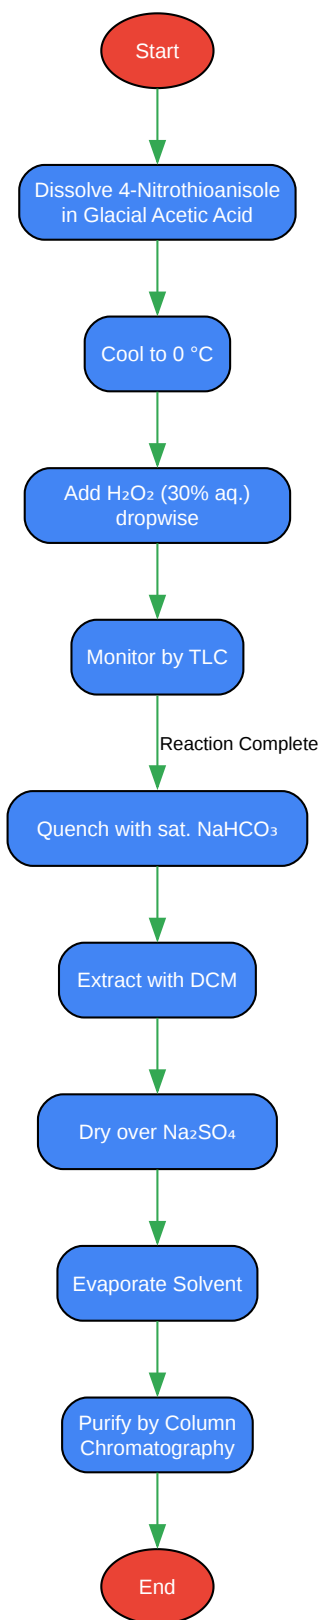 Start
Dissolve 4-Nitrothioanisole
in Glacial Acetic Acid
Cool to 0 °C
Add H₂O₂ (30% aq.)
dropwise
Monitor by TLC
Reaction Complete
Quench with sat. NaHCO₃
Extract with DCM
Dry over Na₂SO₄
Evaporate Solvent
Purify by Column
Chromatography
End